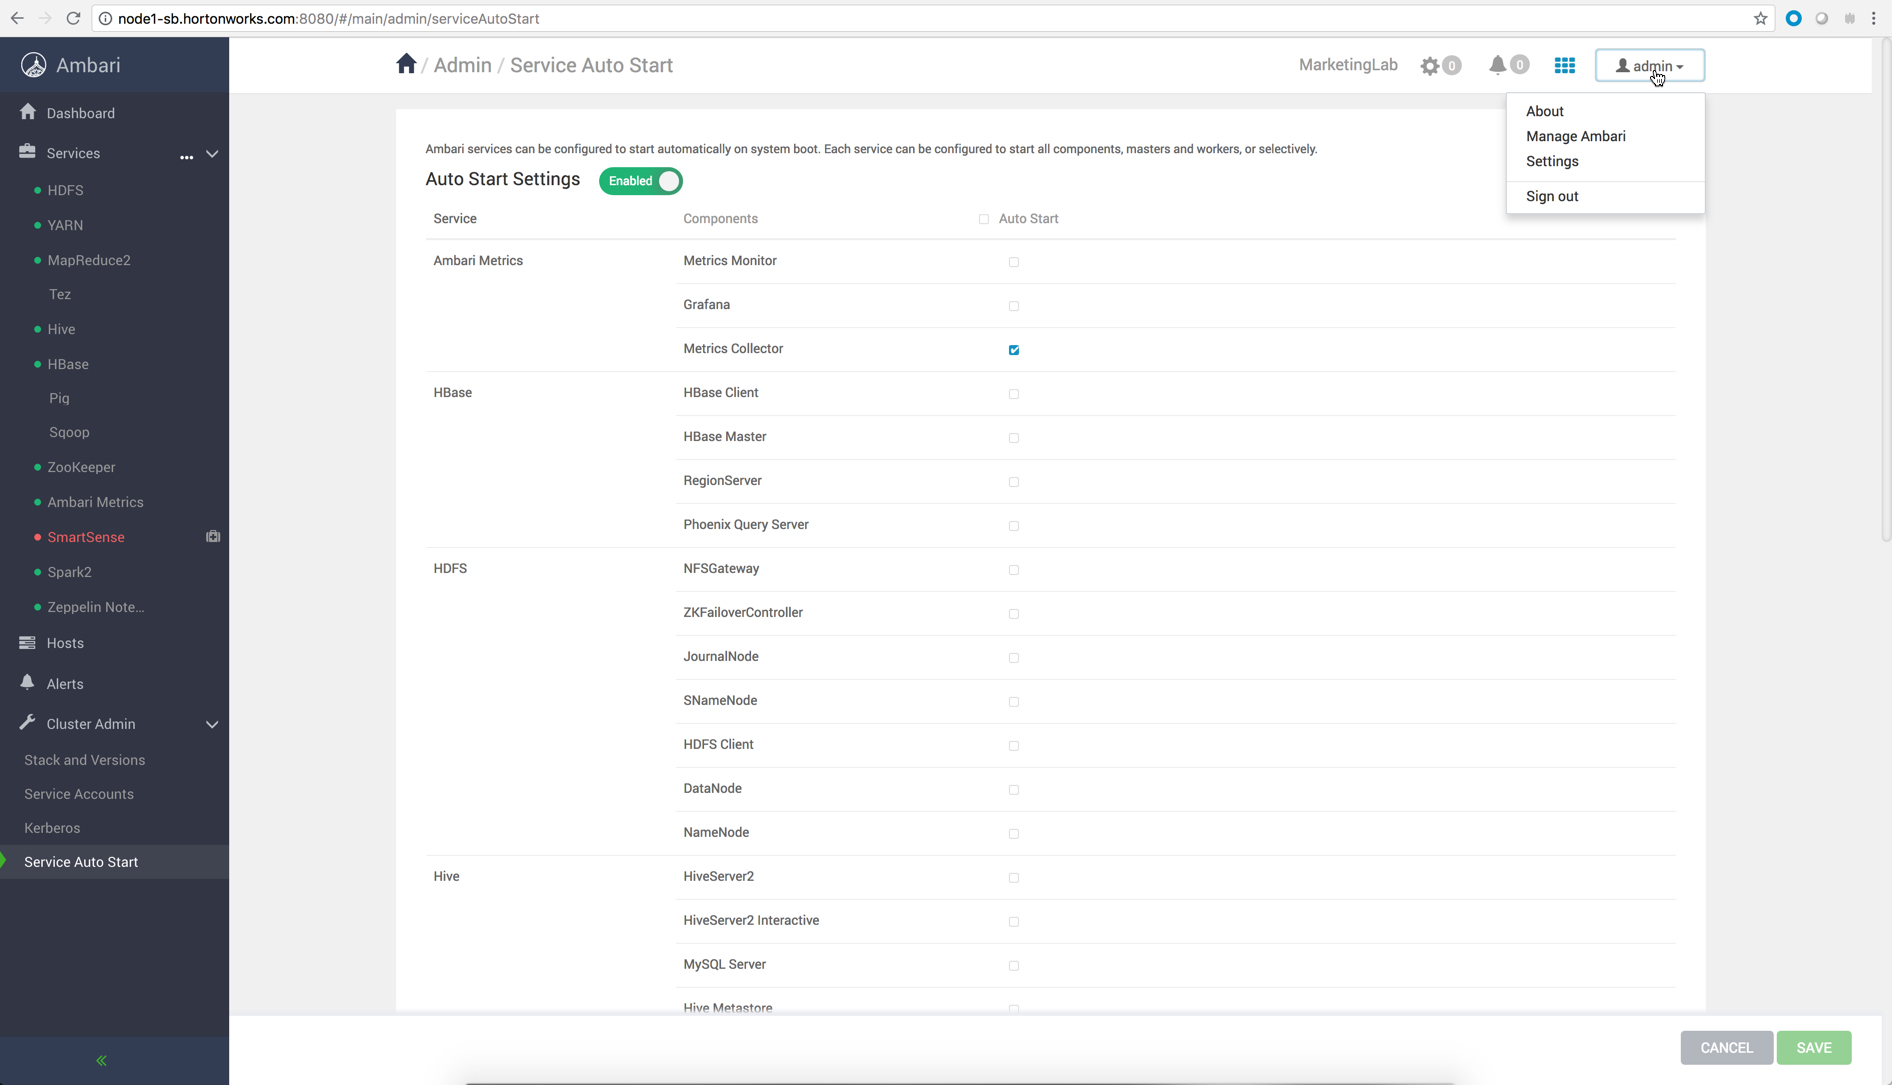 node1-sb.hortonworks.com:8080/#/main/admin/serviceAutoStart
Ambari
/ Admin / Service Auto Start
MarketingLab
0
0
admin
About
Manage Ambari
Settings
Sign out
Dashboard
Services
...
HDFS
YARN
MapReduce2
Tez
Hive
HBase
Pig
Sqoop
ZooKeeper
Ambari Metrics
SmartSense
Spark2
Zeppelin Note...
Hosts
Alerts
Cluster Admin
Stack and Versions
Service Accounts
Kerberos
Service Auto Start
«
Ambari services can be configured to start automatically on system boot. Each service can be configured to start all components, masters and workers, or selectively.
Auto Start Settings Enabled
Service Components Auto Start
Ambari Metrics Metrics Monitor
Grafana
Metrics Collector
HBase HBase Client
HBase Master
RegionServer
Phoenix Query Server
HDFS NFSGateway
ZKFailoverController
JournalNode
SNameNode
HDFS Client
DataNode
NameNode
Hive HiveServer2
HiveServer2 Interactive
MySQL Server
Hive Metastore
CANCEL SAVE